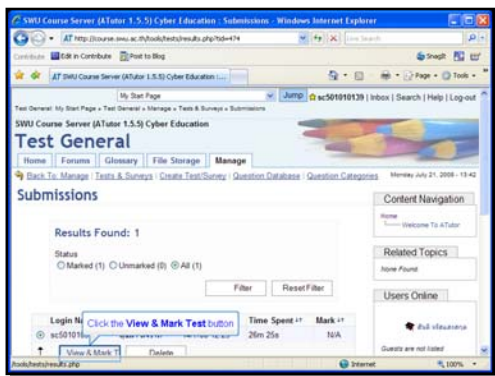 SWU Course Server (ATutor 1.5.5) Cyber Education : Submissions - Windows Internet Explorer
http://course.swu.ac.th/tools/tests/results.php?tid=474
Live Search
Contribute Edit in Contribute Post to Blog
SnagIt
SWU Course Server (ATutor 1.5.5) Cyber Education : ...
Page Tools
My Start Page Jump sc501010139 | Inbox | Search | Help | Log-out
Test General: My Start Page » Test General » Manage » Tests & Surveys » Submissions
SWU Course Server (ATutor 1.5.5) Cyber Education
Test General
Home Forums Glossary File Storage Manage
Back To: Manage | Tests & Surveys | Create Test/Survey | Question Database | Question Categories Monday July 21, 2008 - 13:42
Submissions
Content Navigation
Home
Welcome To ATutor
Results Found: 1
Status
Marked (1) Unmarked (0) All (1)
Filter Reset Filter
Related Topics
None Found
Users Online
Guests are not listed
Login Na
Click the View & Mark Test button
Time Spent Mark
26m 25s N/A
View & Mark T Delete
/tools/tests/results.php Internet 100%